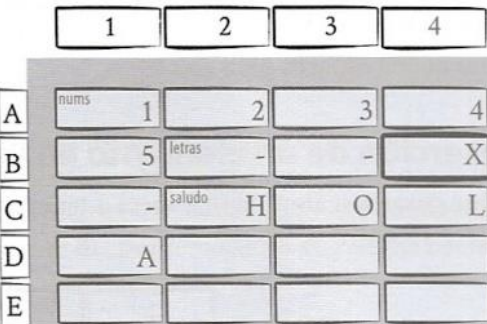 1 2 3 4
A nums 1 2 3 4
B 5 letras - - X
C - saludo H O L
D A
E